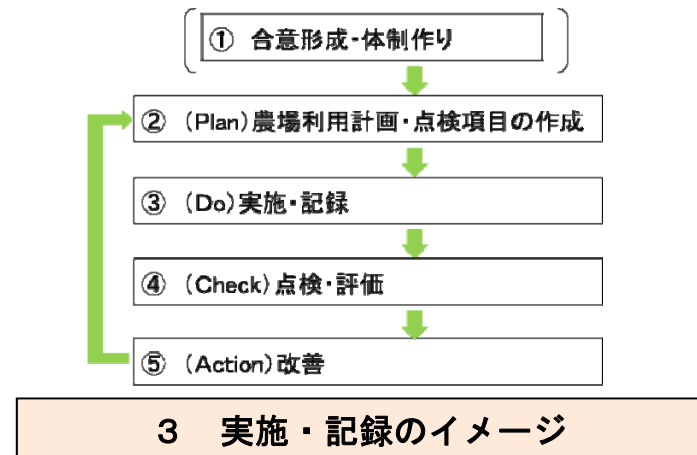 ① 合意形成・体制作り
② (Plan)農場利用計画・点検項目の作成
③ (Do)実施・記録
④ (Check)点検・評価
⑤ (Action)改善
３　実施・記録のイメージ